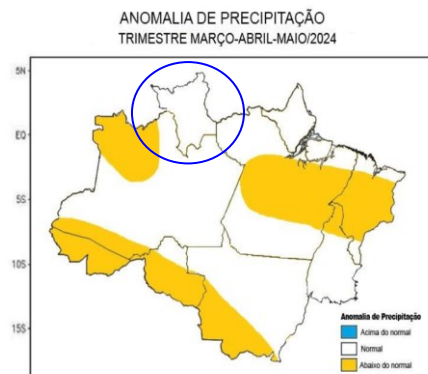 ANOMALIA DE PRECIPITAÇÃO
TRIMESTRE MARÇO-ABRIL-MAIO/2024
5N
EQ
5S
10S
15S
Anomalia de Precipitação
Acima do normal
Normal
Abaixo do normal